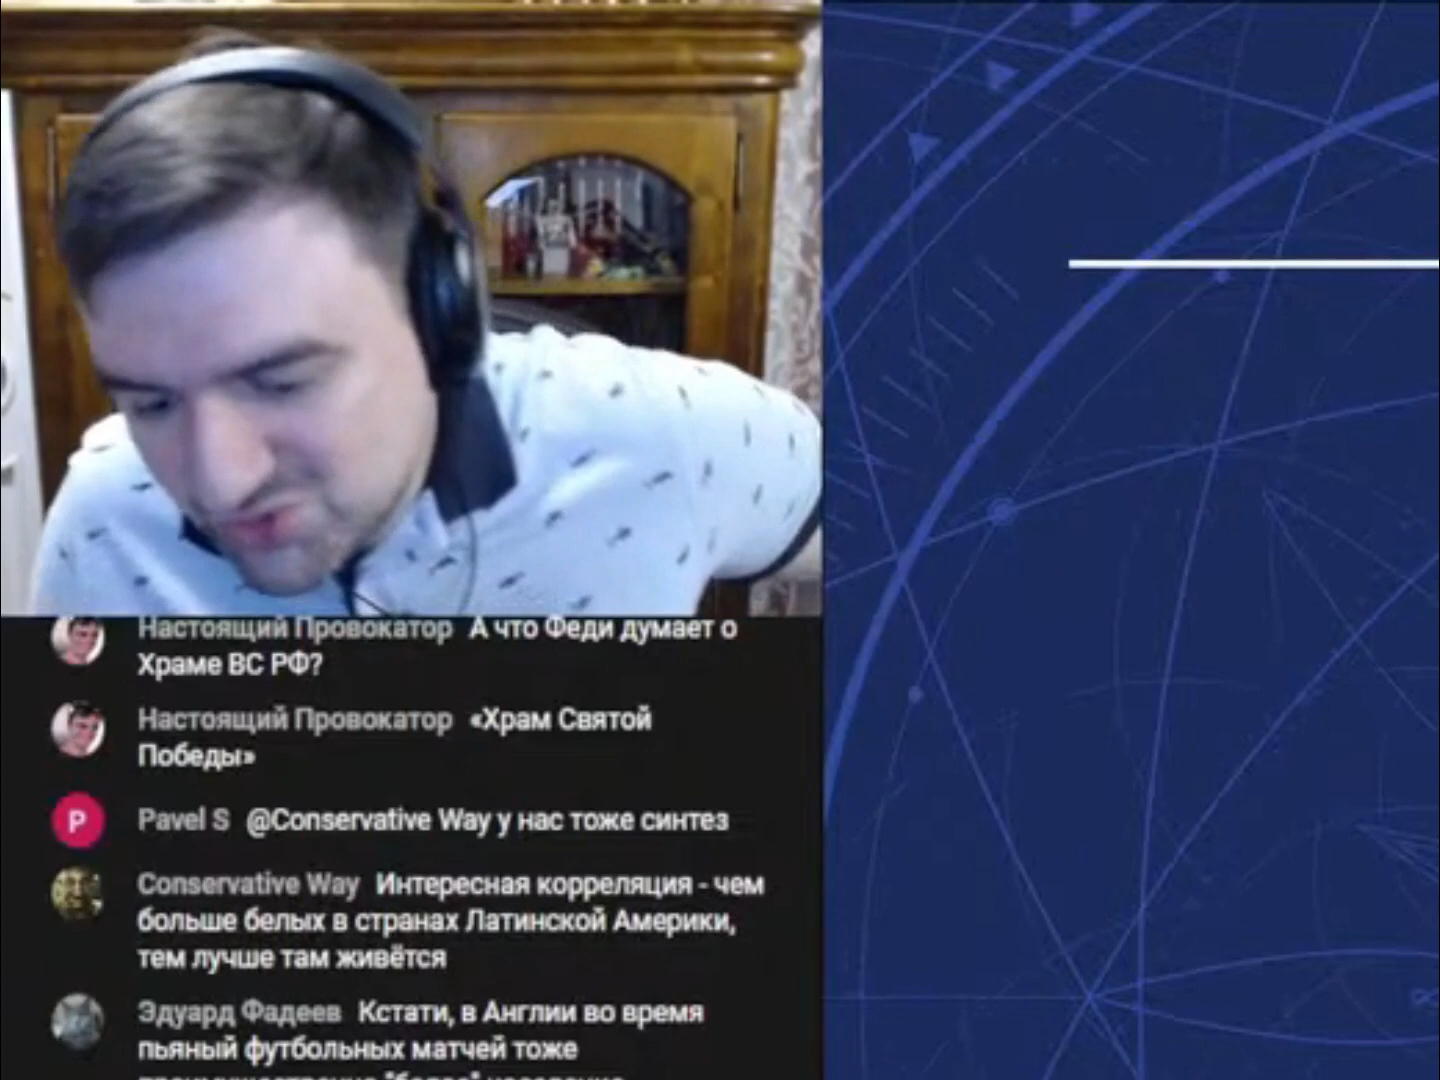 Настоящий Провокатор А что Феди думает о
Храме ВС РФ?
Настоящий Провокатор «Храм Святой
Победы»
P Pavel S @Conservative Way у нас тоже синтез
Conservative Way Интересная корреляция - чем
больше белых в странах Латинской Америки,
тем лучше там живётся
Эдуард Фадеев Кстати, в Англии во время
пьяный футбольных матчей тоже